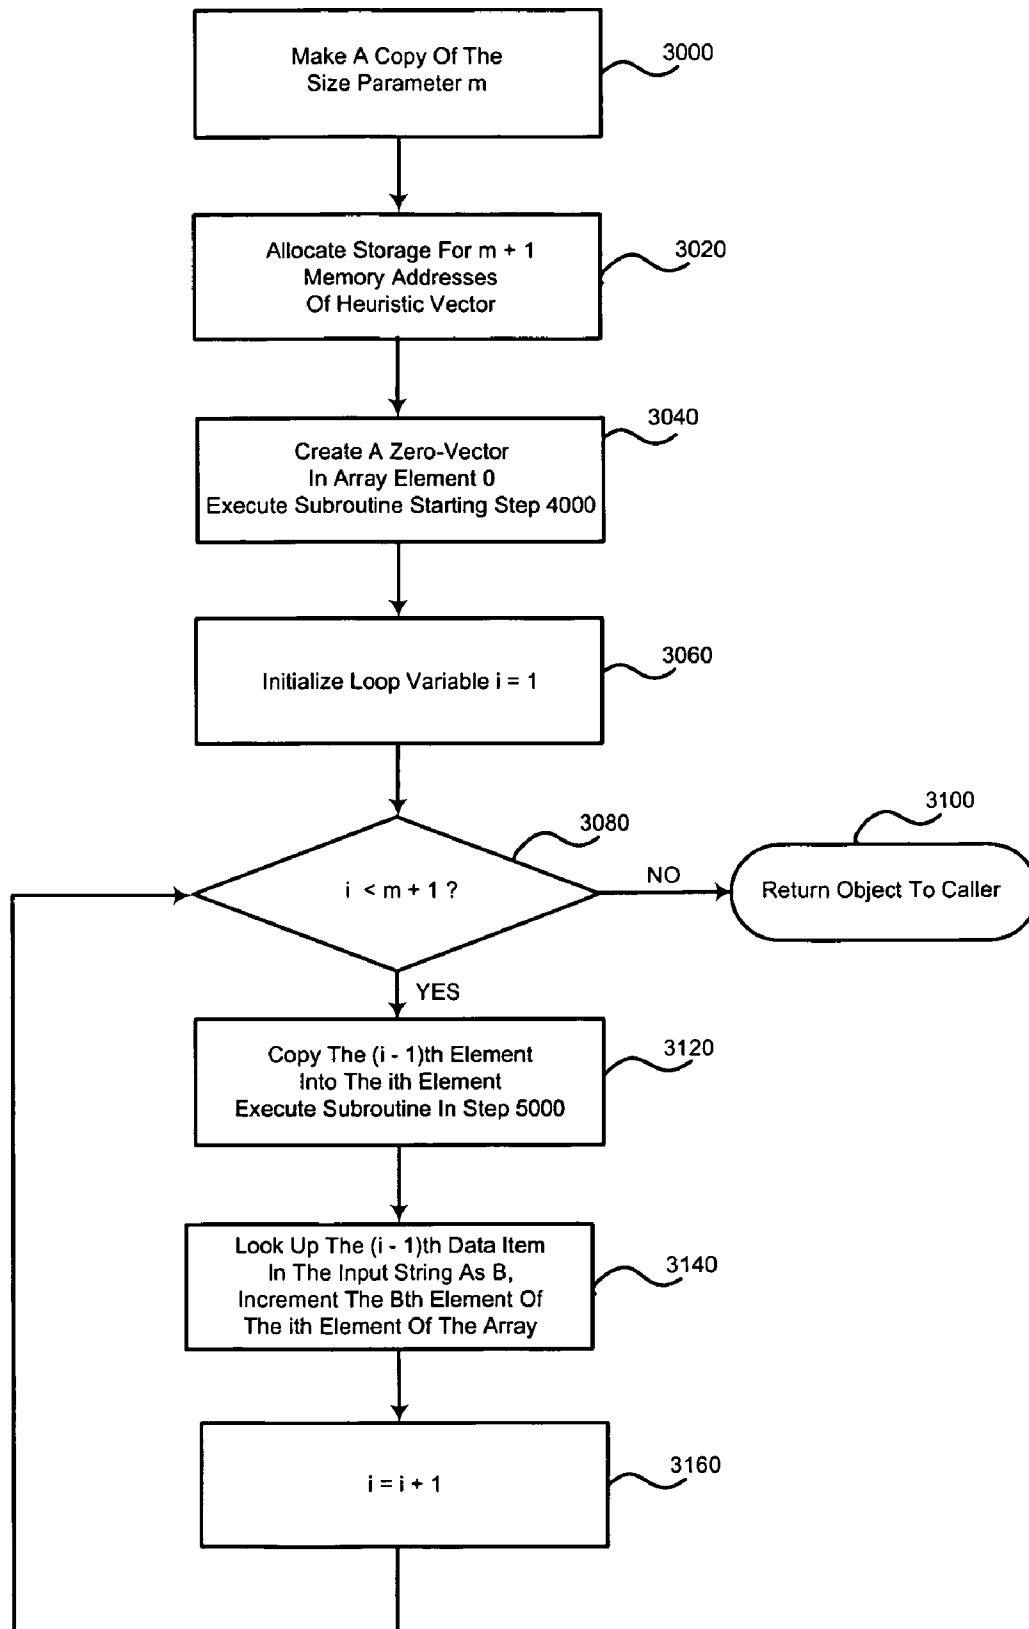 Make A Copy Of The
Size Parameter m
3000
Allocate Storage For m + 1
Memory Addresses
Of Heuristic Vector
3020
Create A Zero-Vector
In Array Element 0
Execute Subroutine Starting Step 4000
3040
Initialize Loop Variable i = 1
3060
i < m + 1 ?
3080
NO
Return Object To Caller
3100
YES
Copy The (i - 1)th Element
Into The ith Element
Execute Subroutine In Step 5000
3120
Look Up The (i - 1)th Data Item
In The Input String As B,
Increment The Bth Element Of
The ith Element Of The Array
3140
i = i + 1
3160